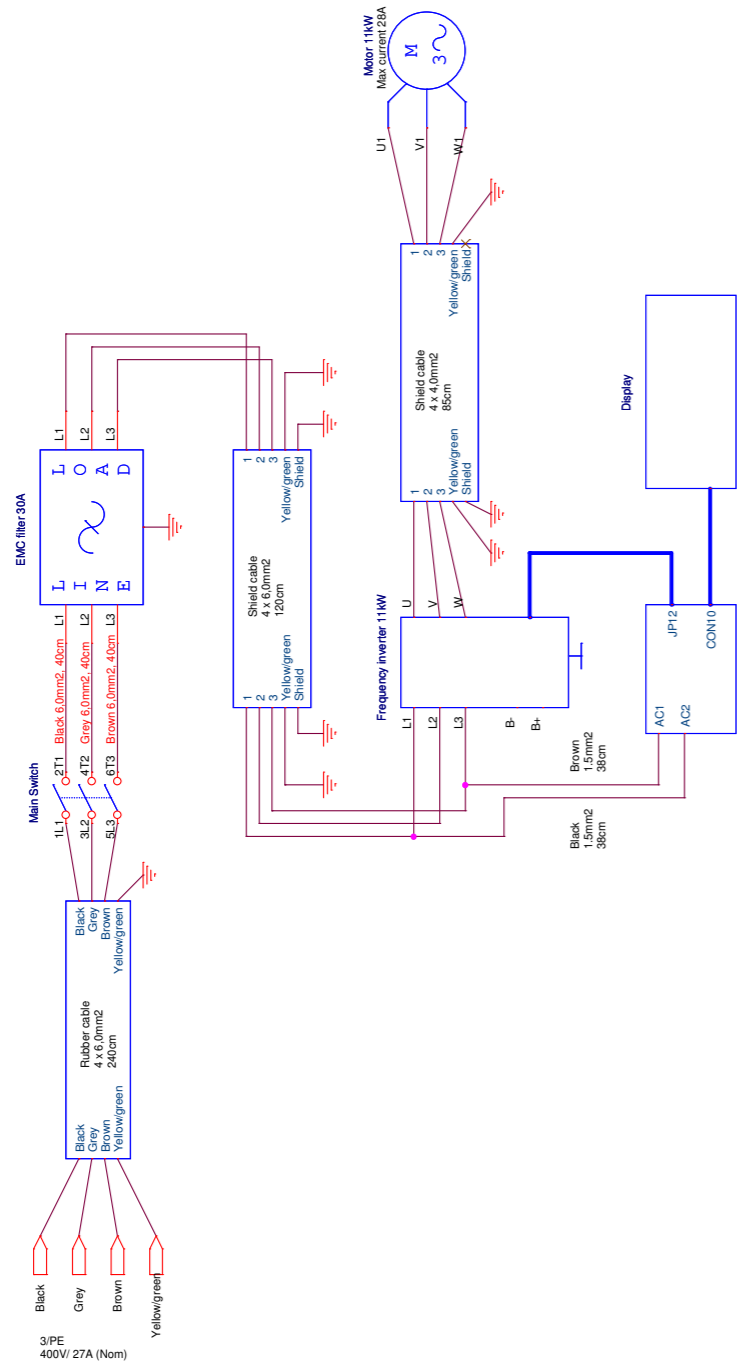 3/PE
400V/ 27A (Nom)
Black
Grey
Brown
Yellow/green
Black
Grey
Brown
Yellow/green
Rubber cable
4 x 6,0mm2
240cm
Black
Grey
Brown
Yellow/green
Main Switch
1L1
3L2
5L3
2T1
4T2
6T3
Black 6,0mm2, 40cm
Grey 6,0mm2, 40cm
Brown 6,0mm2, 40cm
EMC filter 30A
L1
L2
L3
L I N E
L O A D
L1
L2
L3
1
2
3
Yellow/green
Shield
Shield cable
4 x 6,0mm2
120cm
1
2
3
Yellow/green
Shield
Frequency inverter 11kW
L1
L2
L3
B-
B+
U
V
W
1
2
3
Yellow/green
Shield
Shield cable
4 x 4,0mm2
85cm
1
2
3
Yellow/green
Shield
U1
V1
W1
Motor 11kW
Max current 28A
M
3
Black
1.5mm2
38cm
Brown
1.5mm2
38cm
AC1
AC2
JP12
CON10
Display